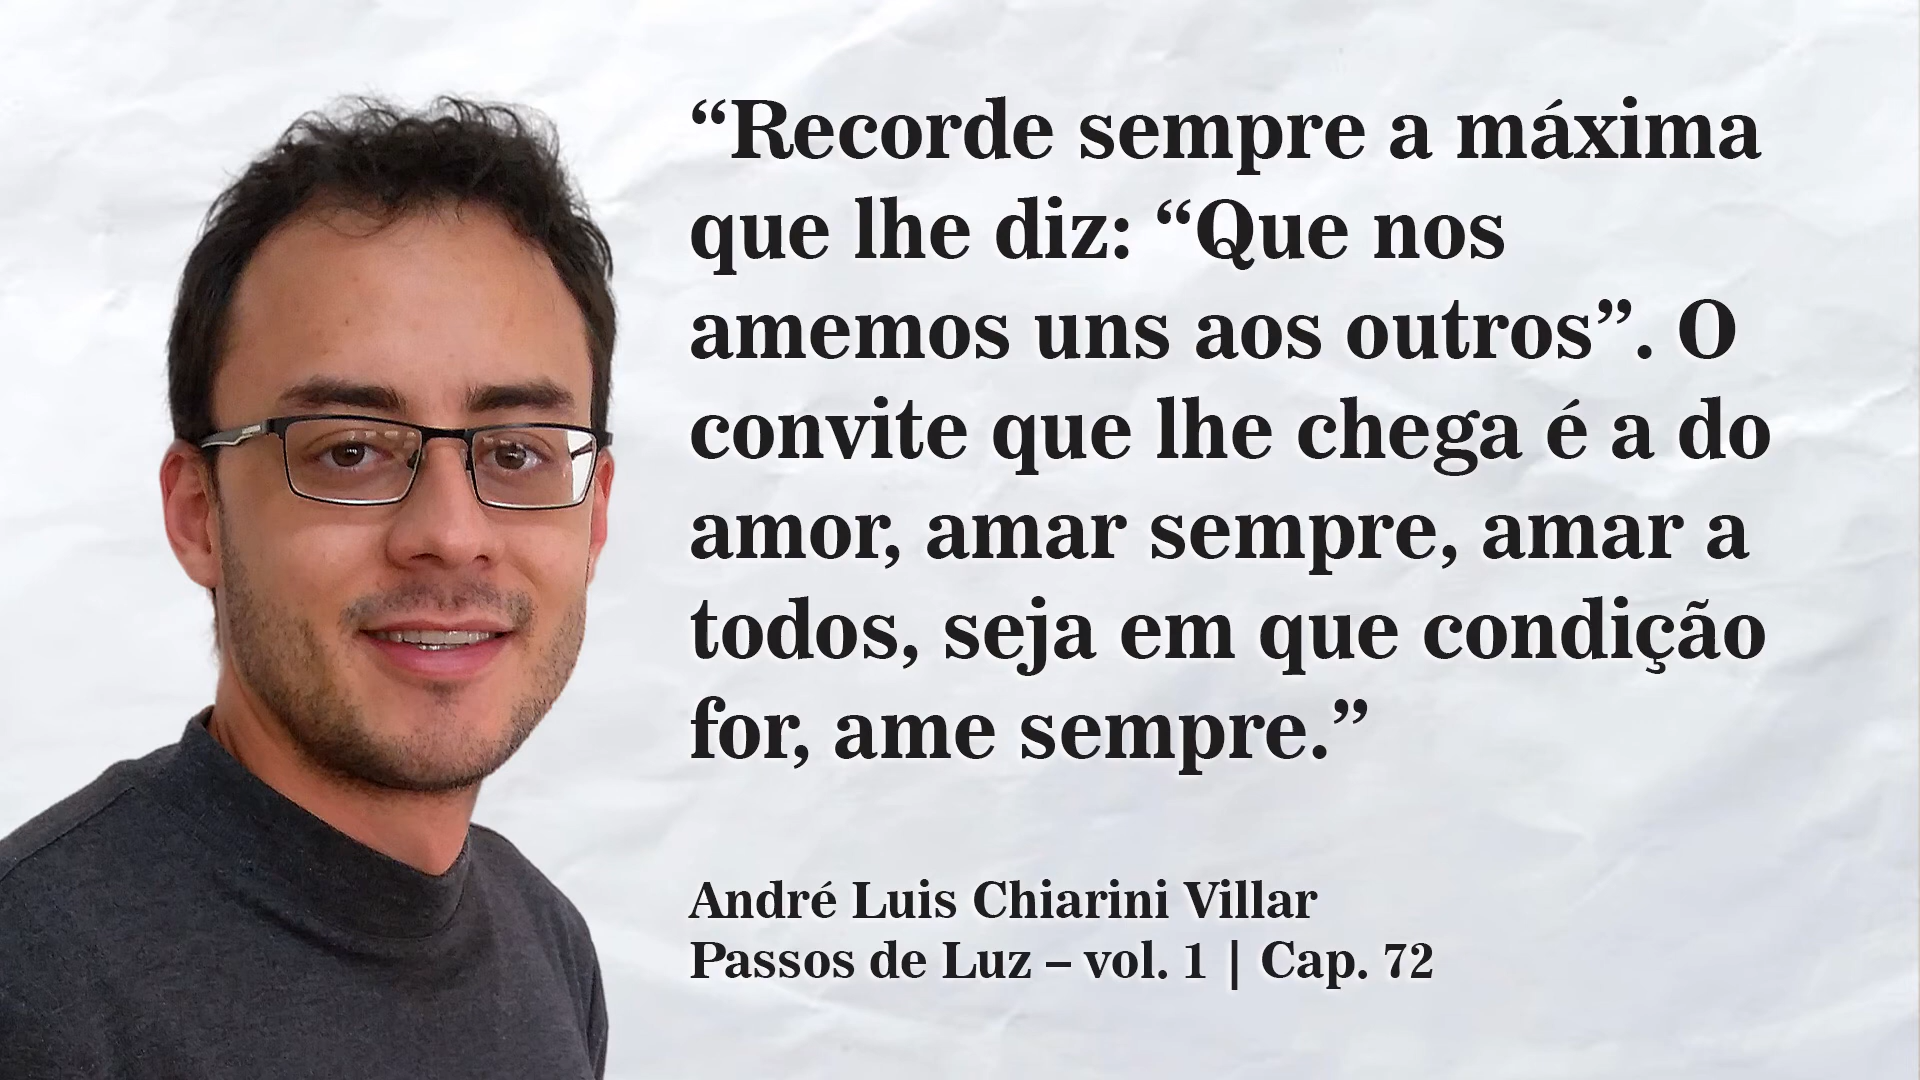 “Recorde sempre a máxima
que lhe diz: “Que nos
amemos uns aos outros”. O
convite que lhe chega é a do
amor, amar sempre, amar a
todos, seja em que condição
for, ame sempre.”
André Luis Chiarini Villar
Passos de Luz – vol. 1 | Cap. 72